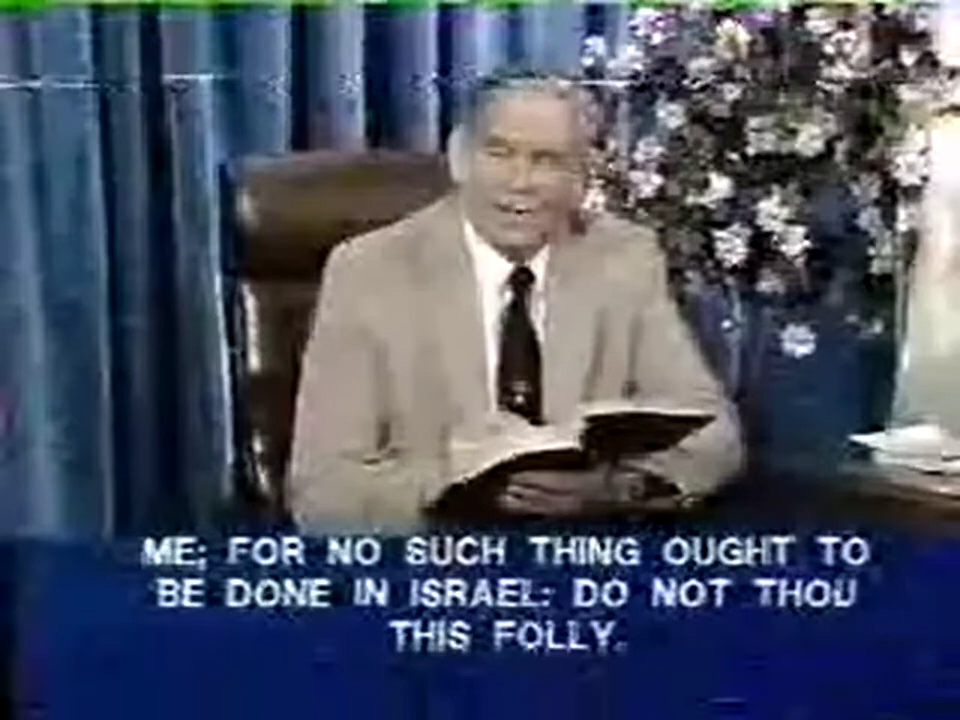 ME; FOR NO SUCH THING OUGHT TO
BE DONE IN ISRAEL: DO NOT THOU
THIS FOLLY.